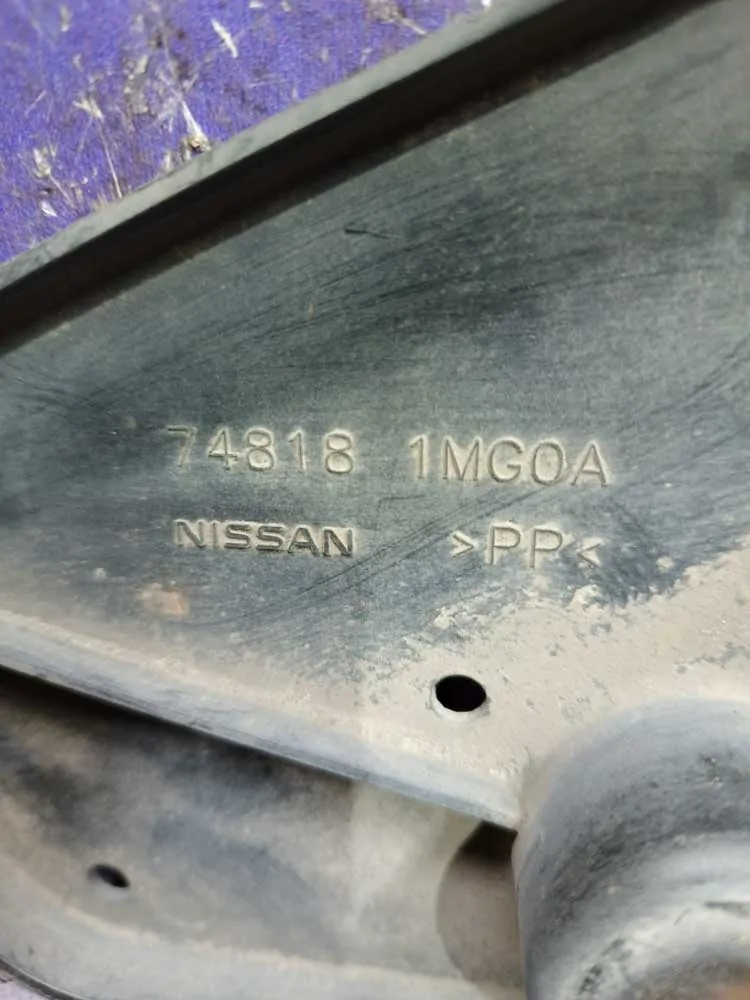 74818 1MG0A
NISSAN >PP<